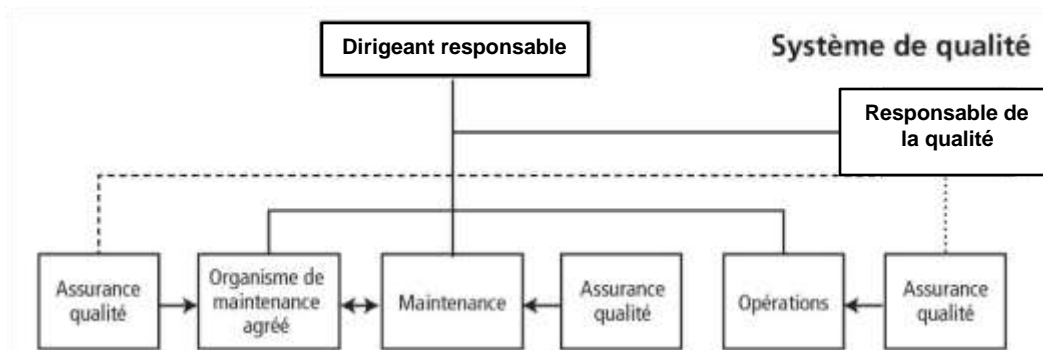 Dirigeant responsable
Système de qualité
Responsable de
la qualité
Assurance
qualité
Organisme de
maintenance
agréé
Maintenance
Assurance
qualité
Opérations
Assurance
qualité